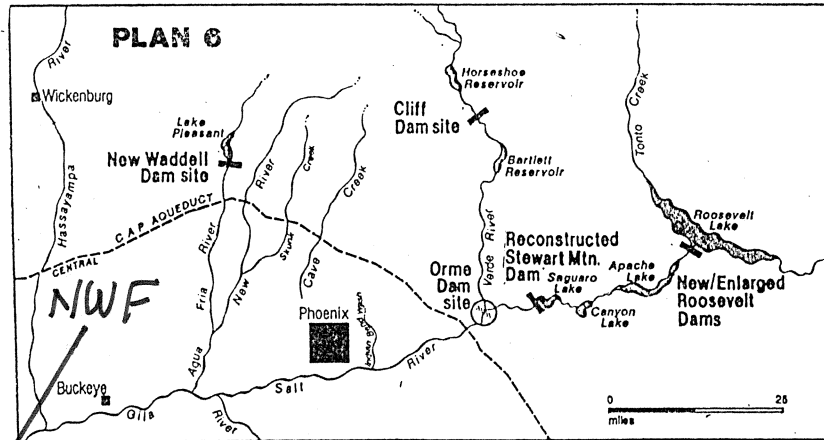 PLAN 6
River
Wickenburg
Hassayampa
Lake
Pleasant
New Waddell
Dam site
CENTRAL C.A.P. AQUEDUCT
NWF
Buckeye
Agua Fria River
New River
Skunk Creek
Cave Creek
Phoenix
Indian Bend Wash
Gila
River
Salt River
Horseshoe
Reservoir
Cliff
Dam site
Bartlett
Reservoir
Verde River
Orme
Dam
site
Reconstructed
Stewart Mtn.
Dam
Saguaro
Lake
Canyon
Lake
Apache
Lake
Tonto Creek
Roosevelt
Lake
New/Enlarged
Roosevelt
Dams
0 25
miles